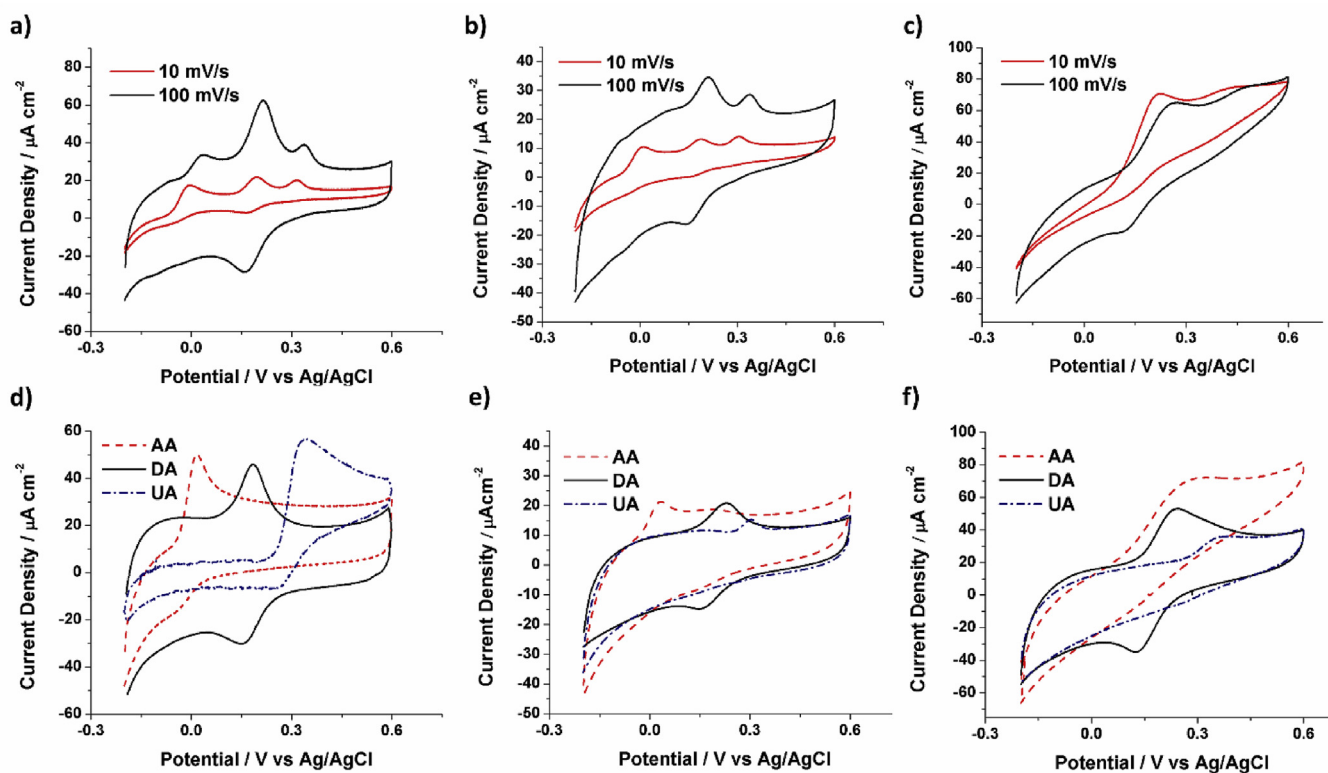 a)
10 mV/s
100 mV/s
80
60
40
20
0
-20
-40
-60
-0.3 0.0 0.3 0.6
Current Density / μA cm-2
Potential / V vs Ag/AgCl
b)
10 mV/s
100 mV/s
40
30
20
10
0
-10
-20
-30
-40
-50
-0.3 0.0 0.3 0.6
Current Density / μA cm-2
Potential / V vs Ag/AgCl
c)
10 mV/s
100 mV/s
100
80
60
40
20
0
-20
-40
-60
-0.3 0.0 0.3 0.6
Current Density / μA cm-2
Potential / V vs Ag/AgCl
d)
AA
DA
UA
60
40
20
0
-20
-40
-60
-0.3 0.0 0.3 0.6
Current Density / μA cm-2
Potential / V vs Ag/AgCl
e)
AA
DA
UA
50
40
30
20
10
0
-10
-20
-30
-40
-50
-0.3 0.0 0.3 0.6
Current Density / μAcm-2
Potential / V vs Ag/AgCl
f)
AA
DA
UA
100
80
60
40
20
0
-20
-40
-60
-0.3 0.0 0.3 0.6
Current Density / μA cm-2
Potential / V vs Ag/AgCl